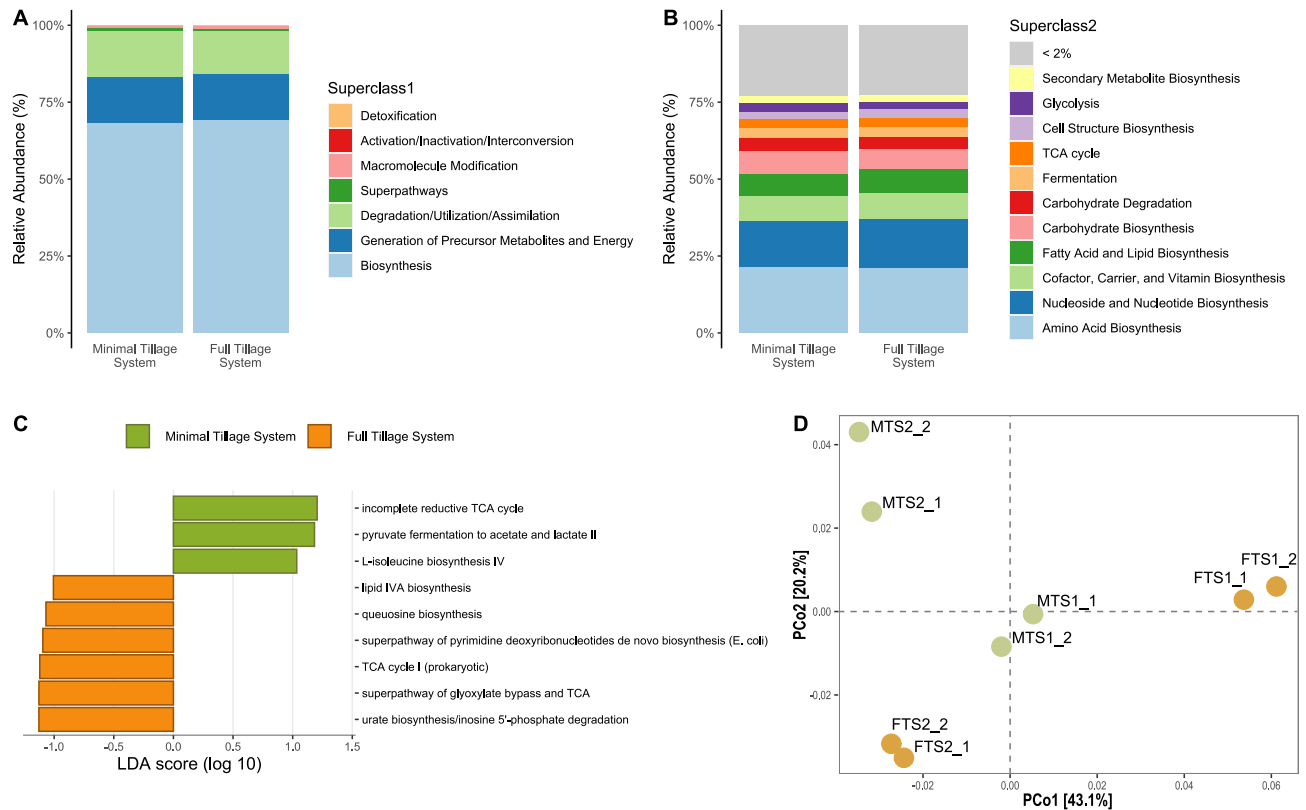 A
Relative Abundance (%)
100%
75%
50%
25%
0%
Minimal Tillage
System
Full Tillage
System
Superclass1
Detoxification
Activation/Inactivation/Interconversion
Macromolecule Modification
Superpathways
Degradation/Utilization/Assimilation
Generation of Precursor Metabolites and Energy
Biosynthesis
B
Relative Abundance (%)
100%
75%
50%
25%
0%
Minimal Tillage
System
Full Tillage
System
Superclass2
< 2%
Secondary Metabolite Biosynthesis
Glycolysis
Cell Structure Biosynthesis
TCA cycle
Fermentation
Carbohydrate Degradation
Carbohydrate Biosynthesis
Fatty Acid and Lipid Biosynthesis
Cofactor, Carrier, and Vitamin Biosynthesis
Nucleoside and Nucleotide Biosynthesis
Amino Acid Biosynthesis
C
Minimal Tillage System
Full Tillage System
incomplete reductive TCA cycle
pyruvate fermentation to acetate and lactate II
L-isoleucine biosynthesis IV
lipid IVA biosynthesis
queuosine biosynthesis
superpathway of pyrimidine deoxyribonucleotides de novo biosynthesis (E. coli)
TCA cycle I (prokaryotic)
superpathway of glyoxylate bypass and TCA
urate biosynthesis/inosine 5'-phosphate degradation
-1.0 -0.5 0.0 0.5 1.0 1.5
LDA score (log 10)
D
PCo2 [20.2%]
0.04
0.02
0.00
-0.02
MTS2_2
MTS2_1
FTS1_2
FTS1_1
MTS1_1
MTS1_2
FTS2_2
FTS2_1
-0.02 0.00 0.02 0.04 0.06
PCo1 [43.1%]